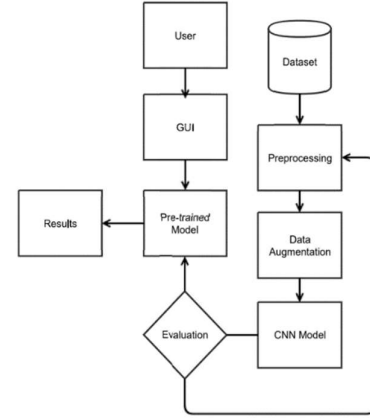 User
Dataset
GUI
Preprocessing
Results
Pre-trained
Model
Data
Augmentation
Evaluation
CNN Model